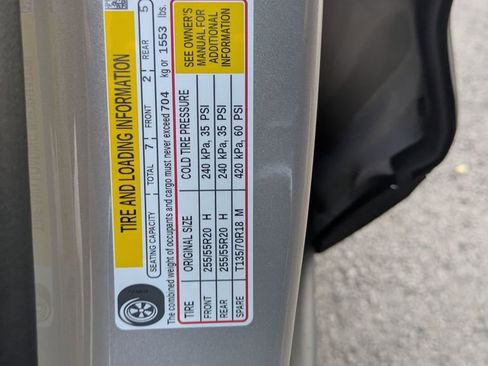 TIRE AND LOADING INFORMATION
SEATING CAPACITY TOTAL 7 FRONT 2 REAR 5
The combined weight of occupants and cargo must never exceed 704 kg or 1553 lbs.
TIRE ORIGINAL SIZE COLD TIRE PRESSURE
FRONT 255/55R20 H 240 kPa, 35 PSI
REAR 255/55R20 H 240 kPa, 35 PSI
SPARE T135/70R18 M 420 kPa, 60 PSI
SEE OWNER'S
MANUAL FOR
ADDITIONAL
INFORMATION